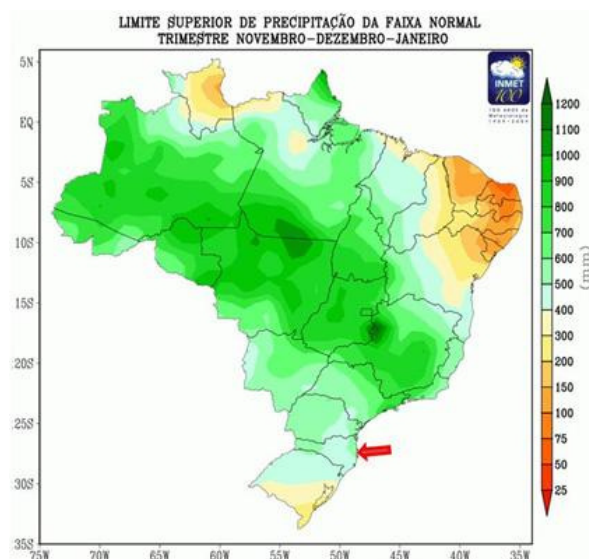 LIMITE SUPERIOR DE PRECIPITAÇÃO DA FAIXA NORMAL
TRIMESTRE NOVEMBRO-DEZEMBRO-JANEIRO
INMET
100
5N
EQ
5S
10S
15S
20S
25S
30S
35S
75W 70W 65W 60W 55W 50W 45W 40W 35W
1200
1100
1000
900
800
700
600
500
400
300
200
150
100
75
50
25
(mm)